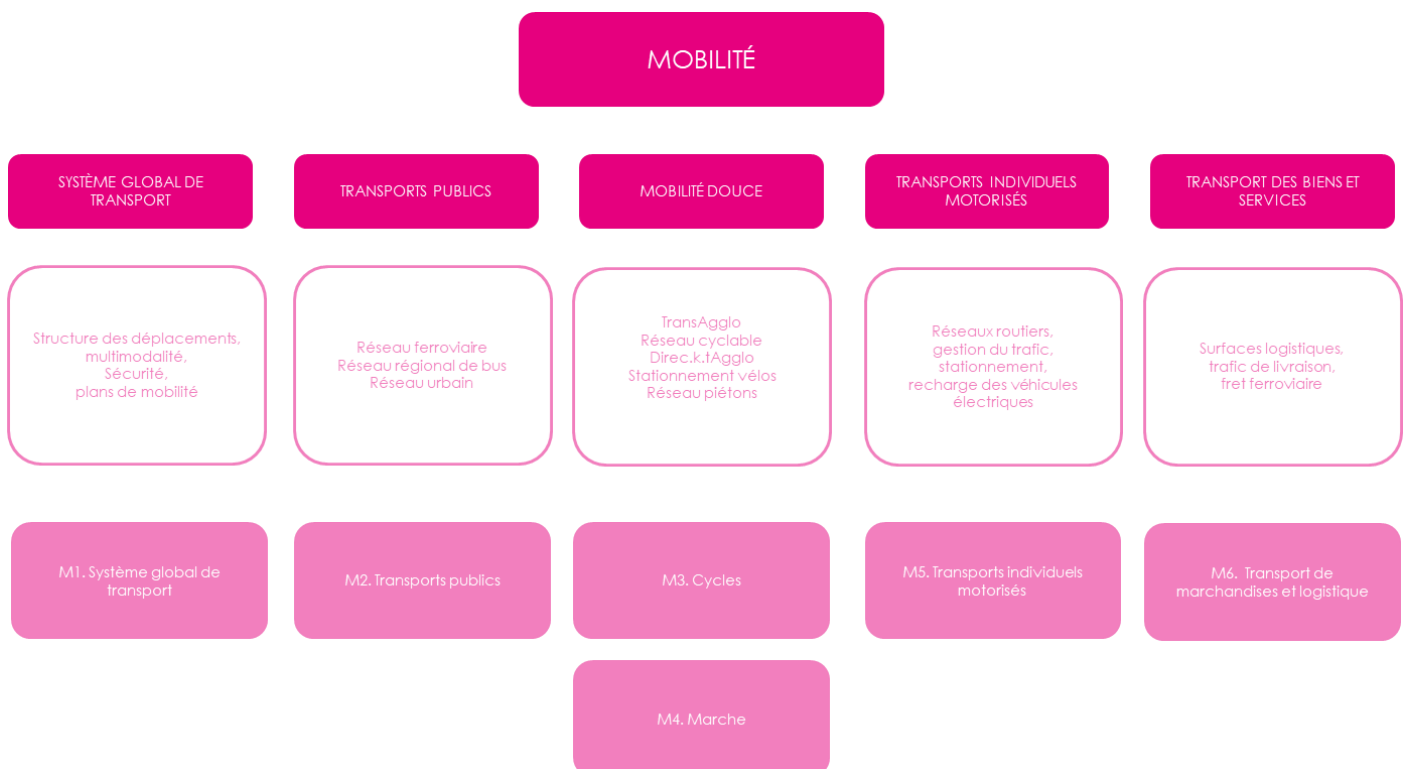 MOBILITÉ
SYSTÈME GLOBAL DE
TRANSPORT
TRANSPORTS PUBLICS
MOBILITÉ DOUCE
TRANSPORTS INDIVIDUELS
MOTORISÉS
TRANSPORT DES BIENS ET
SERVICES
Structure des déplacements,
multimodalité,
Sécurité,
plans de mobilité
Réseau ferroviaire
Réseau régional de bus
Réseau urbain
TransAgglo
Réseau cyclable
Direc.k.tAgglo
Stationnement vélos
Réseau piétons
Réseaux routiers,
gestion du trafic,
stationnement,
recharge des véhicules
électriques
Surfaces logistiques,
trafic de livraison,
fret ferroviaire
M1. Système global de
transport
M2. Transports publics
M3. Cycles
M5. Transports individuels
motorisés
M6. Transport de
marchandises et logistique
M4. Marche